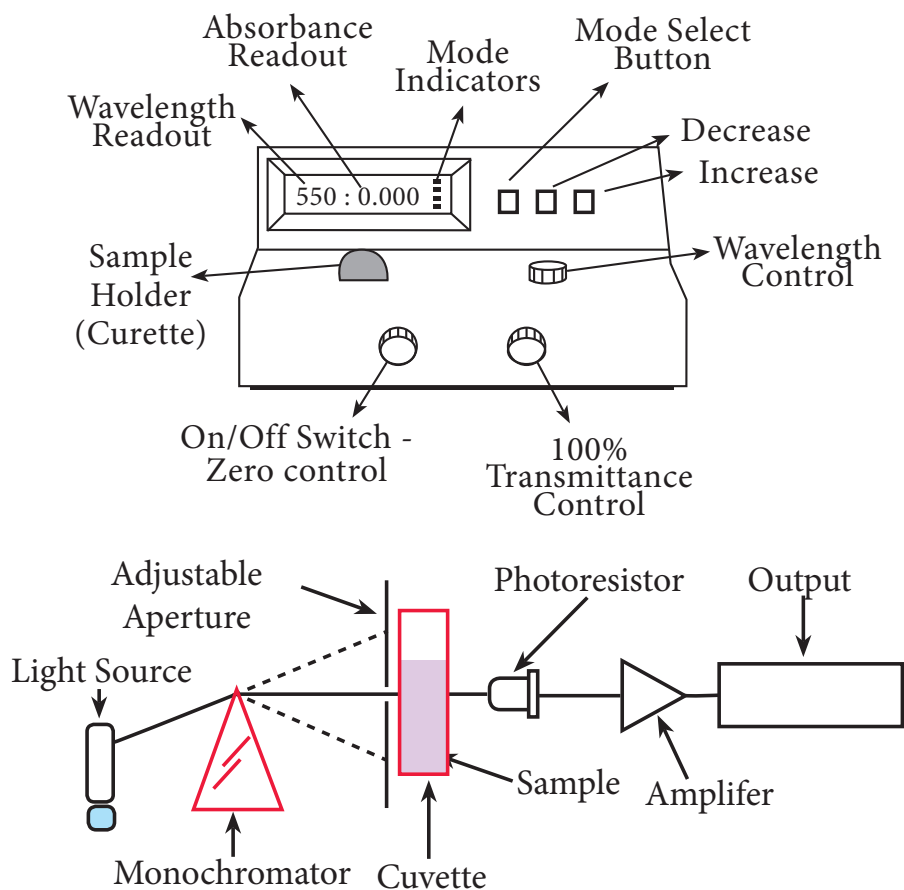 Absorbance
Readout
Mode
Indicators
Mode Select
Button
Wavelength
Readout
Decrease
Increase
550 : 0.000
Sample
Holder
(Curette)
Wavelength
Control
On/Off Switch -
Zero control
100%
Transmittance
Control
Adjustable
Aperture
Photoresistor
Output
Light Source
Sample
Amplifer
Monochromator
Cuvette